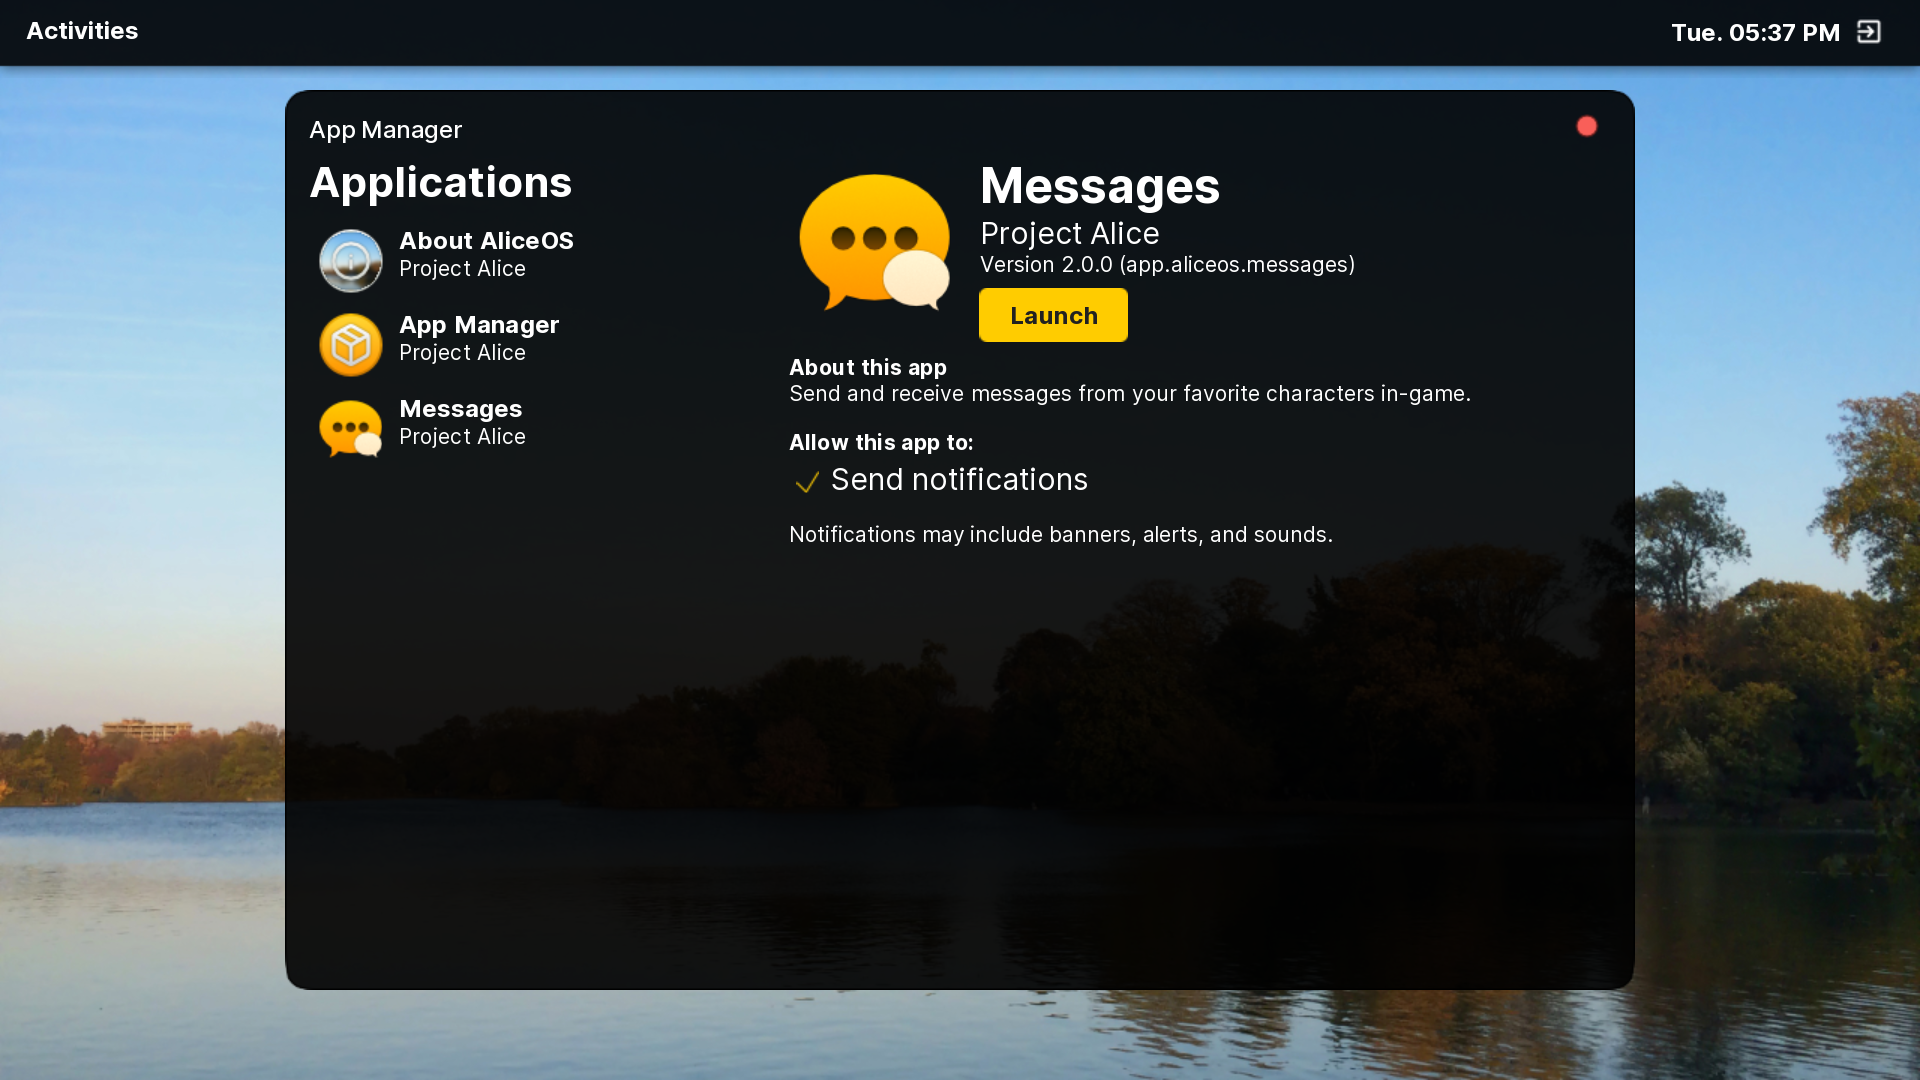 Activities
Tue. 05:37 PM
App Manager
Applications
About AliceOS
Project Alice
App Manager
Project Alice
Messages
Project Alice
Messages
Project Alice
Version 2.0.0 (app.aliceos.messages)
Launch
About this app
Send and receive messages from your favorite characters in-game.
Allow this app to:
Send notifications
Notifications may include banners, alerts, and sounds.